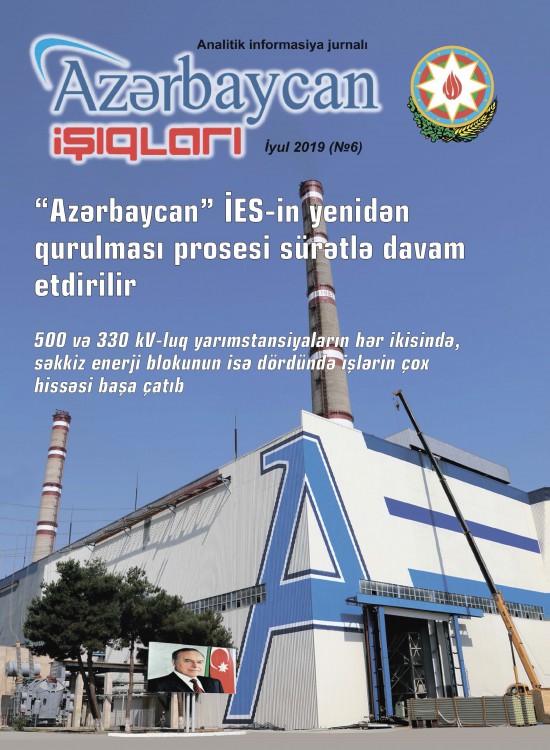 Analitik informasiya jurnalı
Azərbaycan
işıqları
İyul 2019 (№6)
“Azərbaycan” İES-in yenidən
qurulması prosesi sürətlə davam
etdirilir
500 və 330 kV-luq yarımstansiyaların hər ikisində,
səkkiz enerji blokunun isə dördündə işlərin çox
hissəsi başa çatıb
A